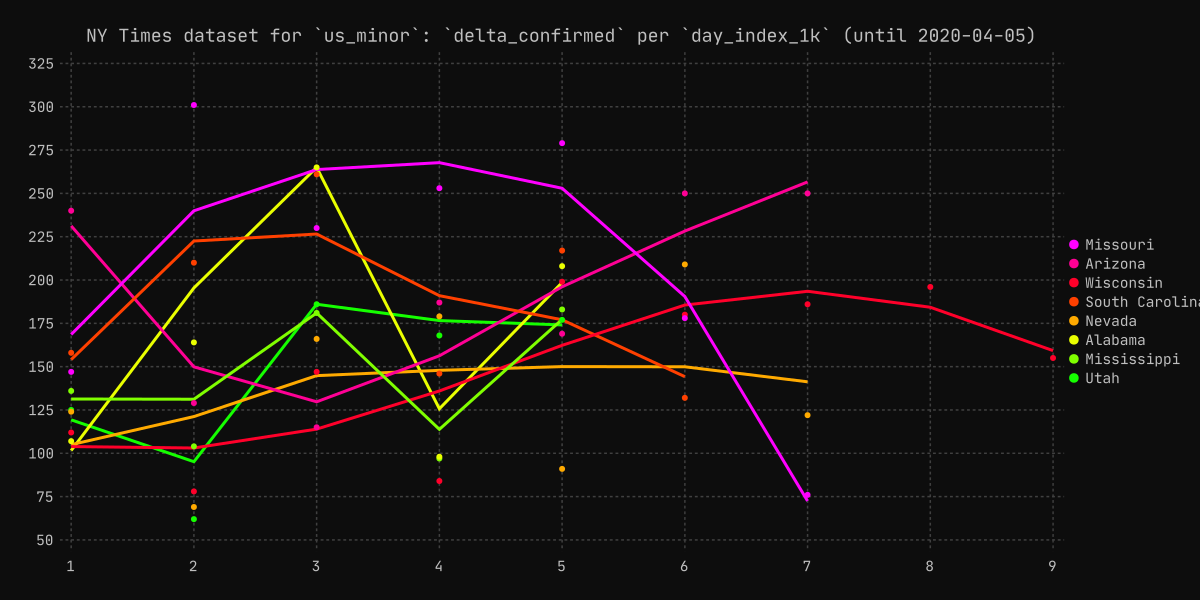 NY Times dataset for `us_minor`: `delta_confirmed` per `day_index_1k` (until 2020-04-05)
325
300
275
250
225
200
175
150
125
100
75
50
1 2 3 4 5 6 7 8 9
Missouri
Arizona
Wisconsin
South Carolina
Nevada
Alabama
Mississippi
Utah